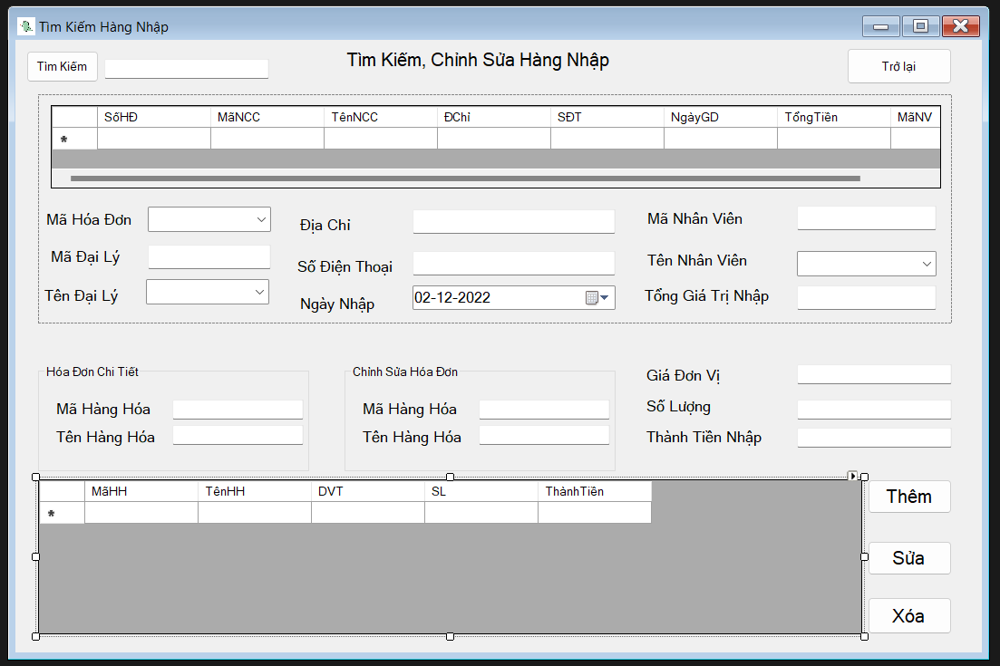 Tìm Kiếm Hàng Nhập
Tìm Kiếm
Tìm Kiếm, Chỉnh Sửa Hàng Nhập
Trở lại
SốHĐ MãNCC TênNCC ĐChỉ SĐT NgàyGD TổngTiền MãNV
*
Mã Hóa Đơn
Địa Chỉ
Mã Nhân Viên
Mã Đại Lý
Số Điện Thoại
Tên Nhân Viên
Tên Đại Lý
Ngày Nhập 02-12-2022
Tổng Giá Trị Nhập
Hóa Đơn Chi Tiết
Mã Hàng Hóa
Tên Hàng Hóa
Chỉnh Sửa Hóa Đơn
Mã Hàng Hóa
Tên Hàng Hóa
Giá Đơn Vị
Số Lượng
Thành Tiền Nhập
MãHH TênHH DVT SL ThànhTiền
*
Thêm
Sửa
Xóa